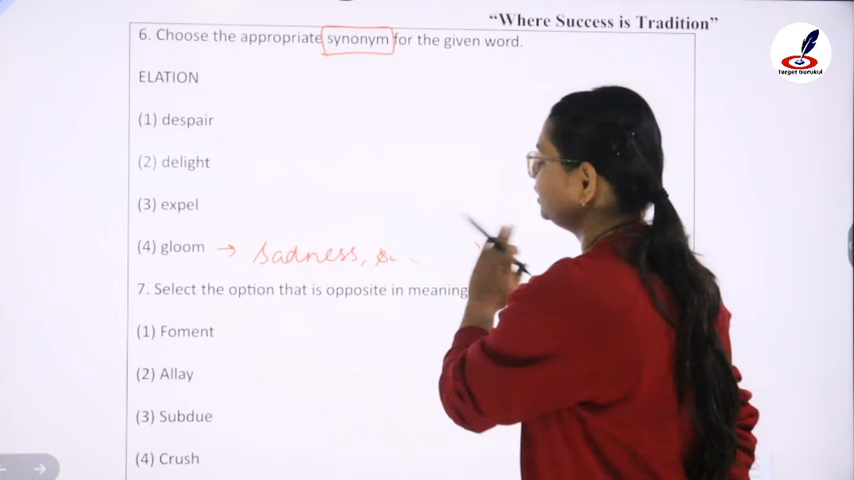 “Where Success is Tradition”
6. Choose the appropriate synonym for the given word.
Target Gurukul
ELATION
(1) despair
(2) delight
(3) expel
(4) gloom → sadness,
7. Select the option that is opposite in meaning
(1) Foment
(2) Allay
(3) Subdue
(4) Crush